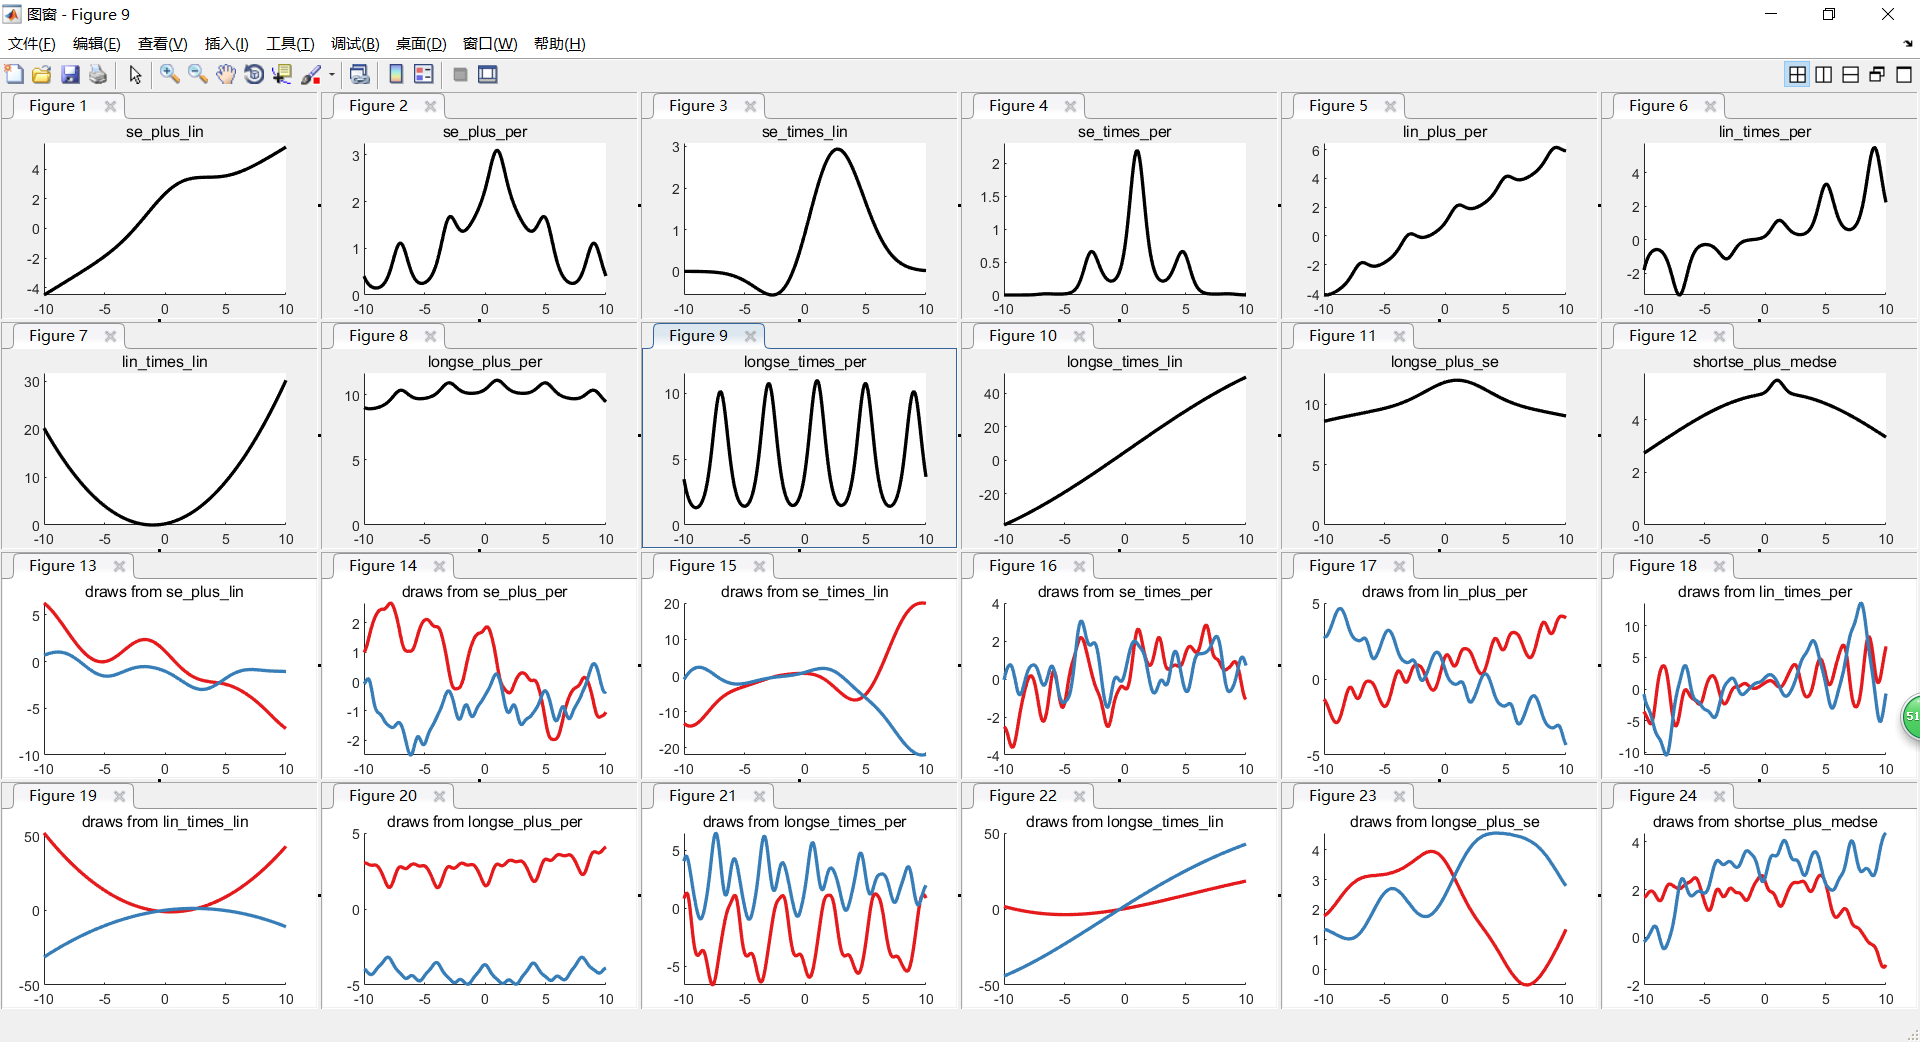 图窗 - Figure 9
文件(F) 编辑(E) 查看(V) 插入(I) 工具(T) 调试(B) 桌面(D) 窗口(W) 帮助(H)
Figure 1
se_plus_lin
4
2
0
-2
-4
-10 -5 0 5 10
Figure 2
se_plus_per
3
2
1
0
-10 -5 0 5 10
Figure 3
se_times_lin
3
2
1
0
-10 -5 0 5 10
Figure 4
se_times_per
2
1.5
1
0.5
0
-10 -5 0 5 10
Figure 5
lin_plus_per
6
4
2
0
-2
-4
-10 -5 0 5 10
Figure 6
lin_times_per
4
2
0
-2
-10 -5 0 5 10
Figure 7
lin_times_lin
30
20
10
0
-10 -5 0 5 10
Figure 8
longse_plus_per
10
5
0
-10 -5 0 5 10
Figure 9
longse_times_per
10
5
0
-10 -5 0 5 10
Figure 10
longse_times_lin
40
20
0
-20
-10 -5 0 5 10
Figure 11
longse_plus_se
10
5
0
-10 -5 0 5 10
Figure 12
shortse_plus_medse
4
2
0
-10 -5 0 5 10
Figure 13
draws from se_plus_lin
5
0
-5
-10
-10 -5 0 5 10
Figure 14
draws from se_plus_per
2
1
0
-1
-2
-10 -5 0 5 10
Figure 15
draws from se_times_lin
20
10
0
-10
-20
-10 -5 0 5 10
Figure 16
draws from se_times_per
4
2
0
-2
-4
-10 -5 0 5 10
Figure 17
draws from lin_plus_per
5
0
-5
-10 -5 0 5 10
Figure 18
draws from lin_times_per
10
5
0
-5
-10
-10 -5 0 5 10
51
Figure 19
draws from lin_times_lin
50
0
-50
-10 -5 0 5 10
Figure 20
draws from longse_plus_per
5
0
-5
-10 -5 0 5 10
Figure 21
draws from longse_times_per
5
0
-5
-10 -5 0 5 10
Figure 22
draws from longse_times_lin
50
0
-50
-10 -5 0 5 10
Figure 23
draws from longse_plus_se
4
3
2
1
0
-10 -5 0 5 10
Figure 24
draws from shortse_plus_medse
4
2
0
-2
-10 -5 0 5 10